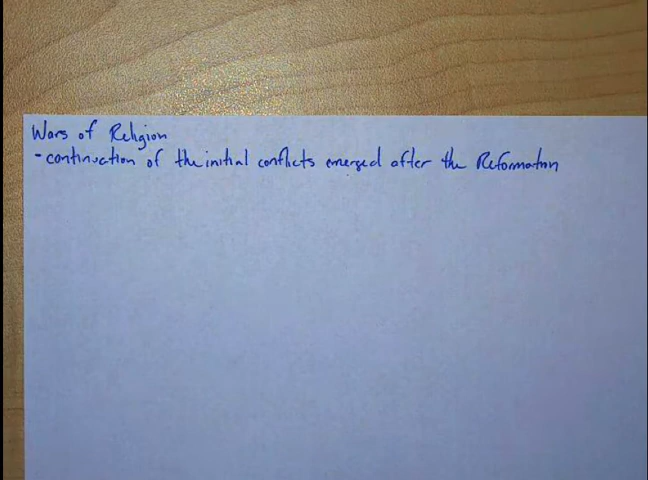 Wars of Religion
- continuation of the initial conflicts emerged after the Reformation